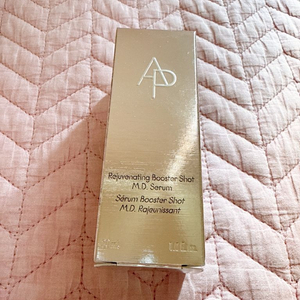 AP
Rejuvenating Booster Shot
M.D. Serum
Sérum Booster Shot
M.D. Rajeunissant